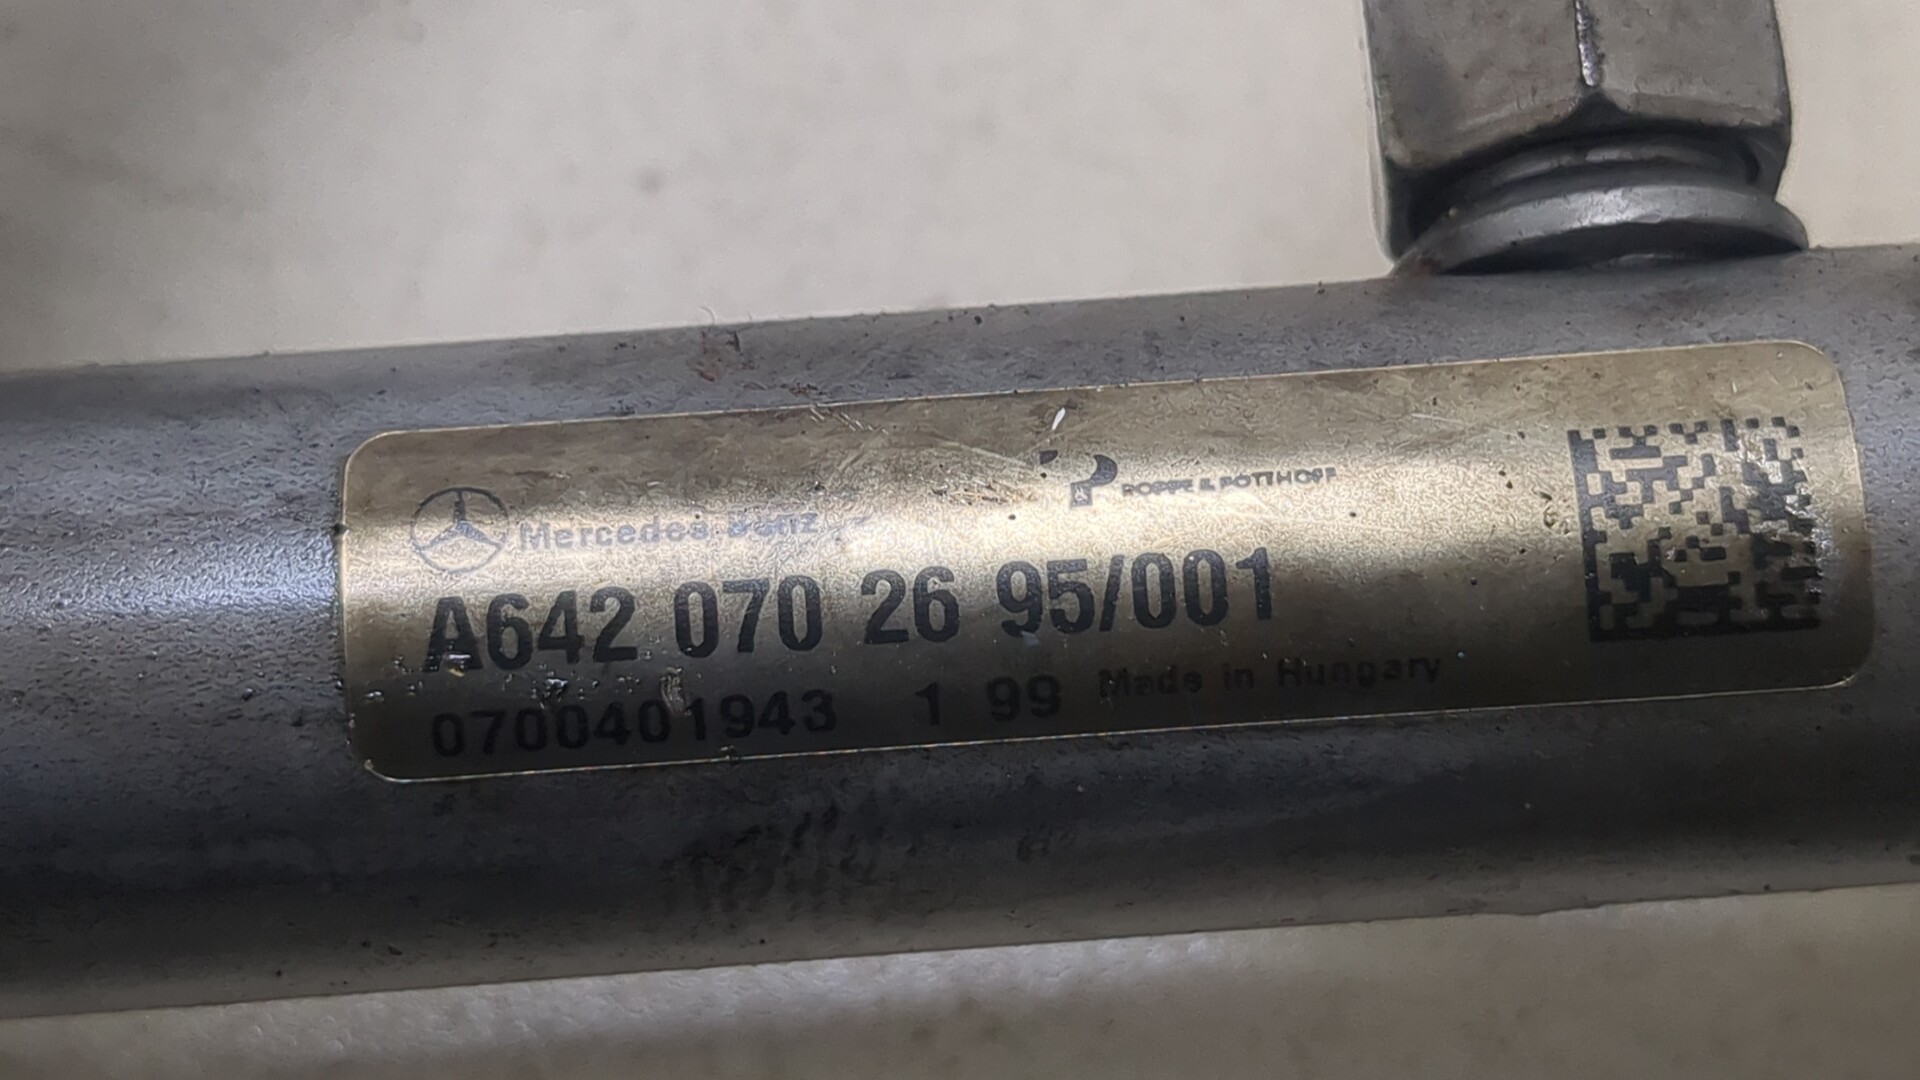 Mercedes Benz
POPPE & POTTHOFF
A642 070 26 95/001
0700401943 1 99 Made in Hungary